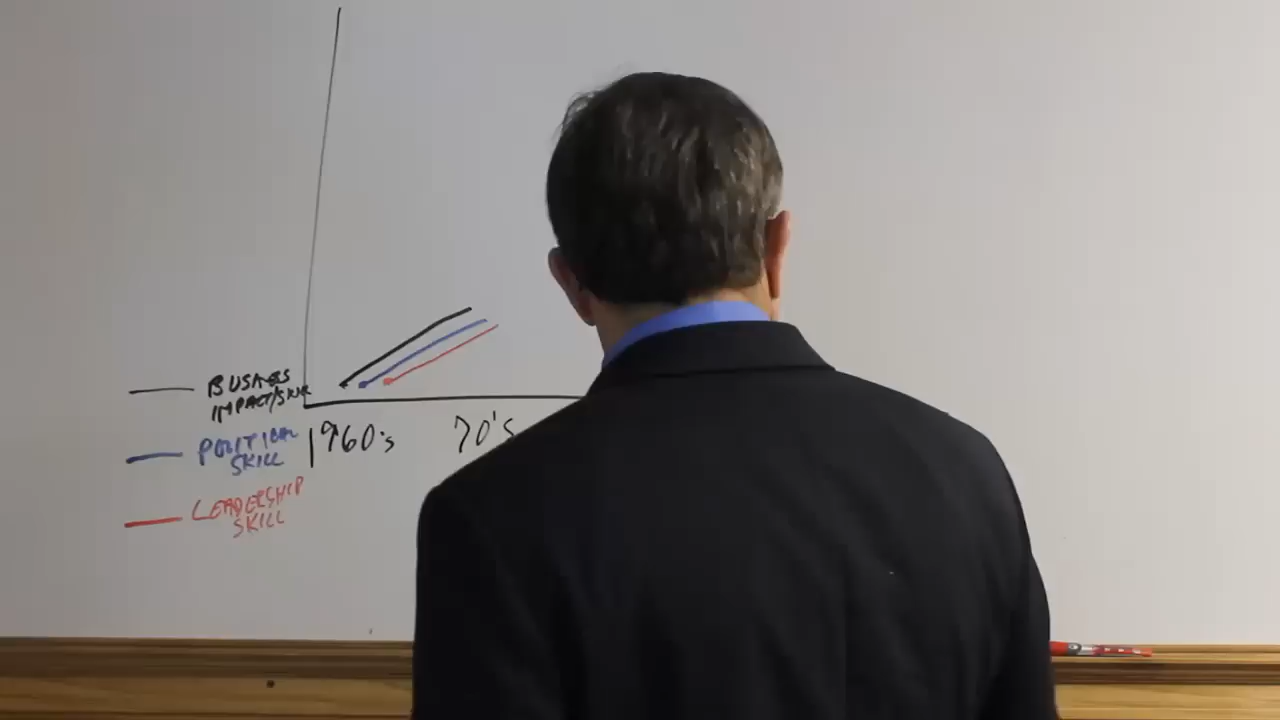 BUSINESS
IMPACT/SKILL
POLITICAL
SKILL
LEADERSHIP
SKILL
1960's 70's